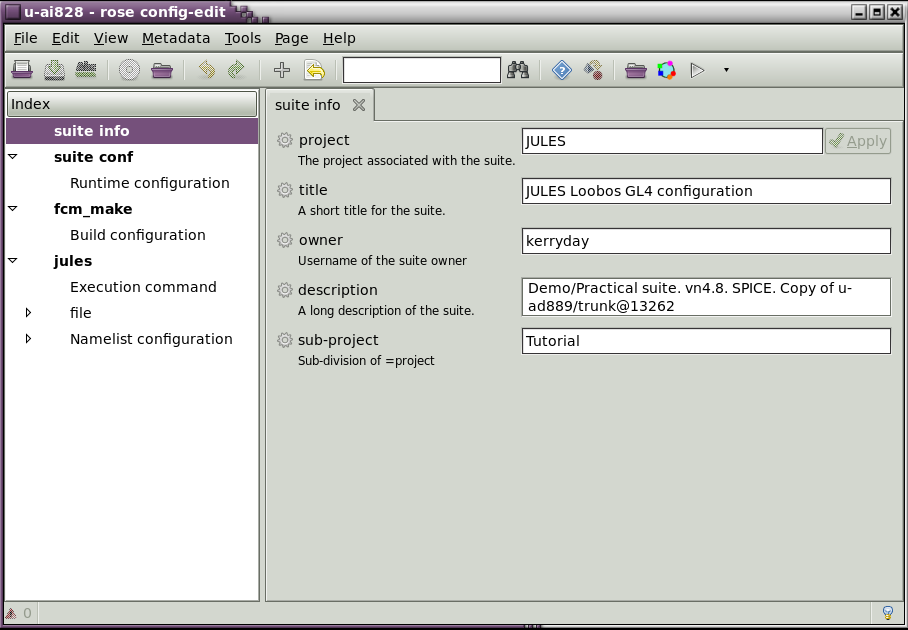 u-ai828 - rose config-edit
File Edit View Metadata Tools Page Help
Index
suite info
suite conf
Runtime configuration
fcm_make
Build configuration
jules
Execution command
file
Namelist configuration
suite info
project
JULES
Apply
The project associated with the suite.
title
JULES Loobos GL4 configuration
A short title for the suite.
owner
kerryday
Username of the suite owner
description
Demo/Practical suite. vn4.8. SPICE. Copy of u-
ad889/trunk@13262
A long description of the suite.
sub-project
Tutorial
Sub-division of =project
0